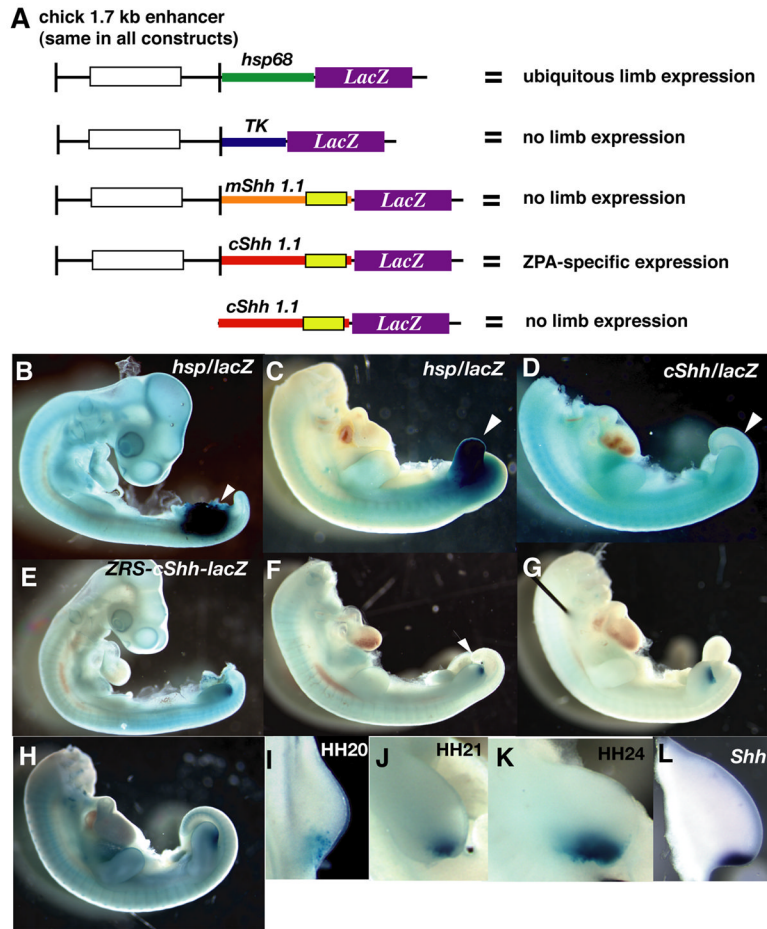 A chick 1.7 kb enhancer
(same in all constructs)
hsp68
LacZ = ubiquitous limb expression
TK
LacZ = no limb expression
mShh 1.1
LacZ = no limb expression
cShh 1.1
LacZ = ZPA-specific expression
cShh 1.1
LacZ = no limb expression
B hsp/lacZ
C hsp/lacZ
D cShh/lacZ
E ZRS-cShh-lacZ
F
G
H
I HH20
J HH21
K HH24
L Shh